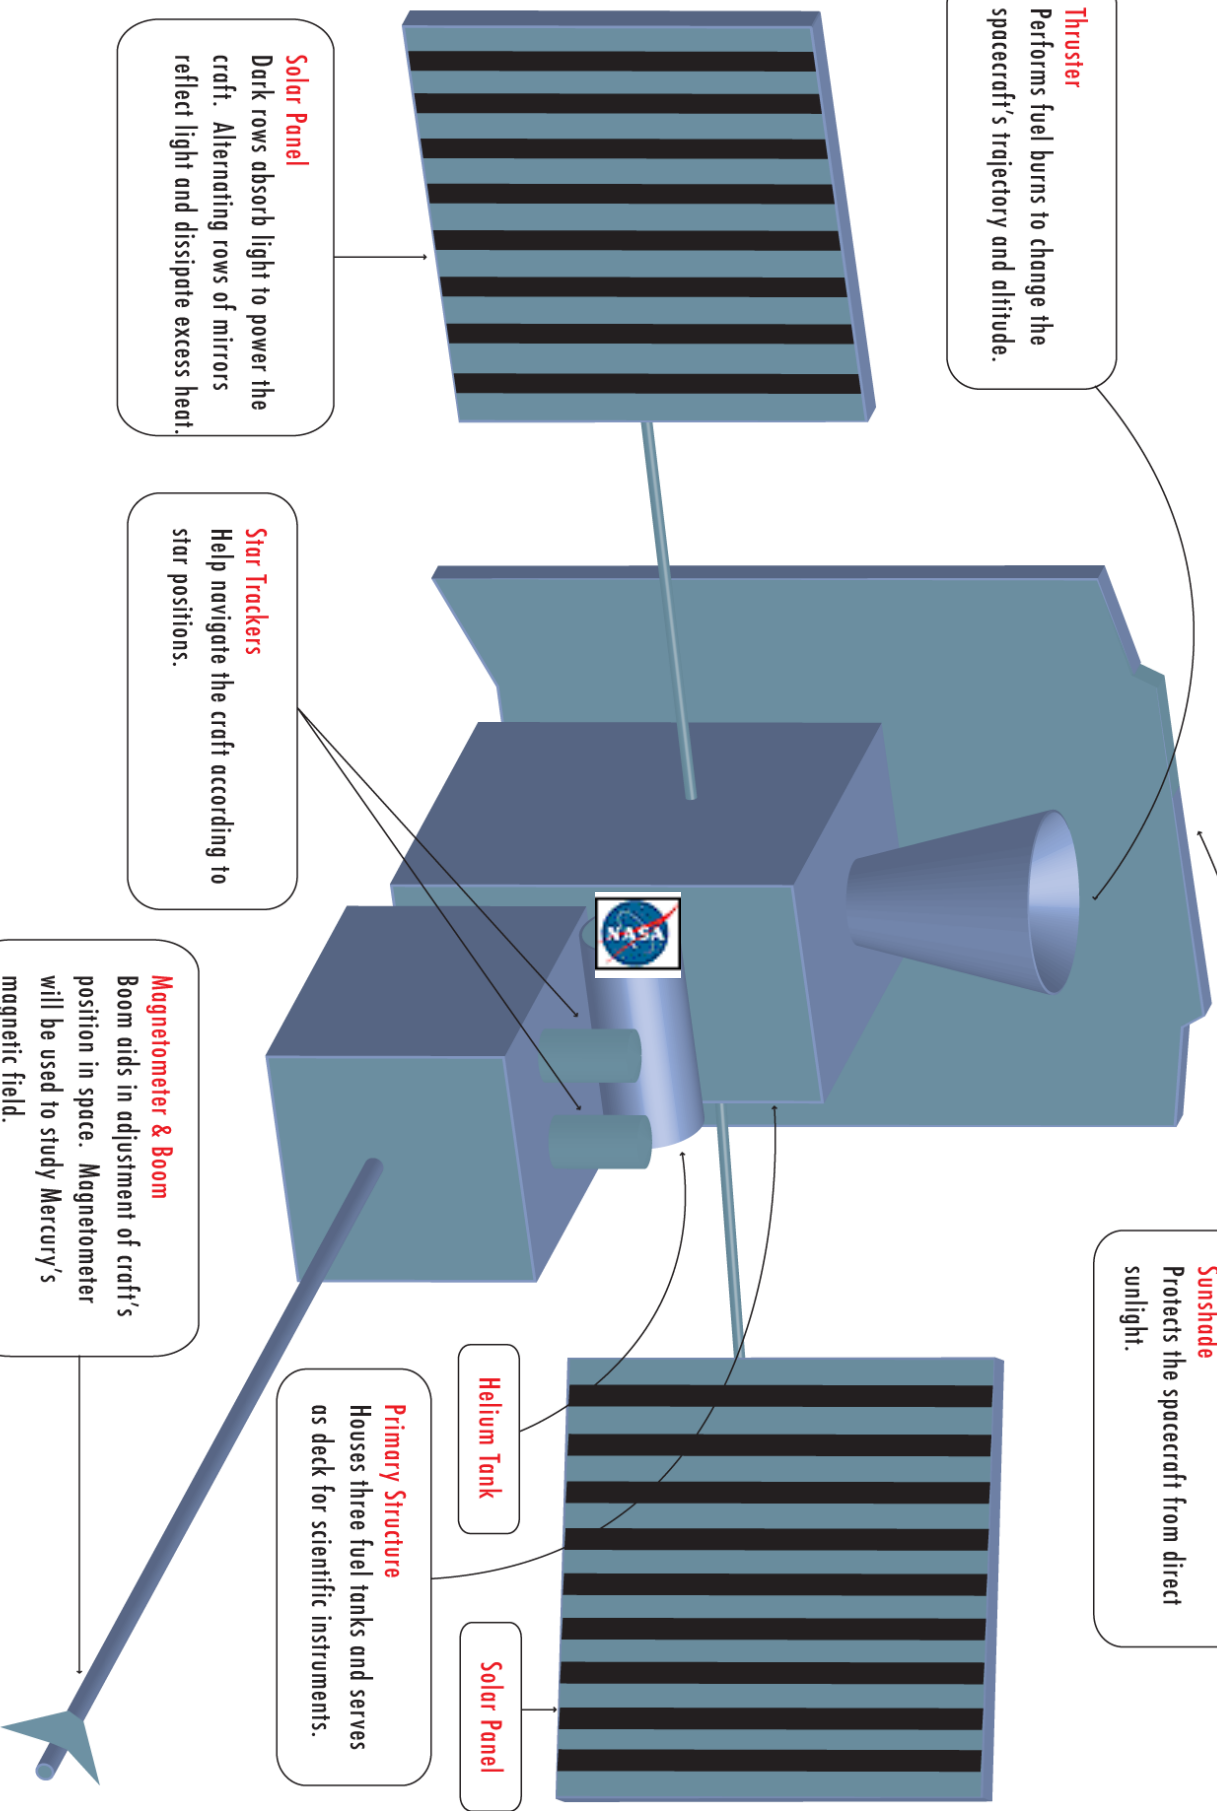 Thruster
Performs fuel burns to change the
spacecraft's trajectory and altitude.
Sunshade
Protects the spacecraft from direct
sunlight.
Solar Panel
Dark rows absorb light to power the
craft. Alternating rows of mirrors
reflect light and dissipate excess heat.
Star Trackers
Help navigate the craft according to
star positions.
NASA
Helium Tank
Solar Panel
Primary Structure
Houses three fuel tanks and serves
as deck for scientific instruments.
Magnetometer & Boom
Boom aids in adjustment of craft's
position in space. Magnetometer
will be used to study Mercury's
magnetic field.